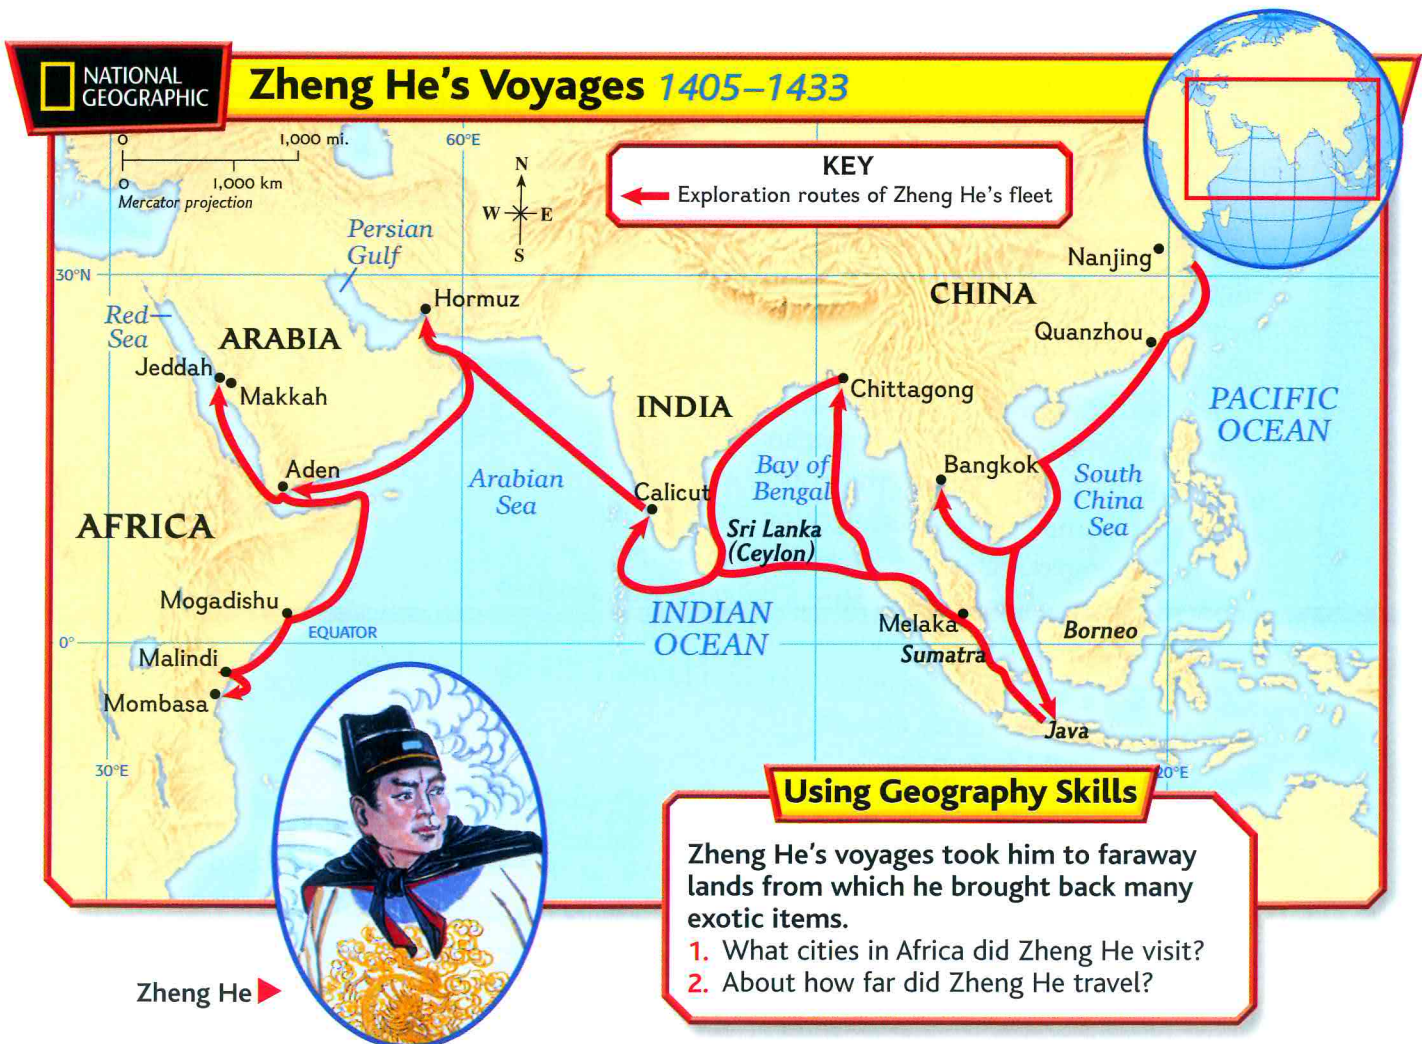 NATIONAL
GEOGRAPHIC
Zheng He's Voyages 1405–1433
0 1,000 mi.
0 1,000 km
Mercator projection
60°E
N
W E
S
KEY
Exploration routes of Zheng He's fleet
Persian
Gulf
Nanjing
30°N
CHINA
Hormuz
Red
Sea
ARABIA
Quanzhou
Jeddah
Makkah
Chittagong
INDIA
PACIFIC
OCEAN
Aden
Arabian
Sea
Bay of
Bengal
Bangkok
South
China
Sea
Calicut
AFRICA
Sri Lanka
(Ceylon)
Mogadishu
EQUATOR
INDIAN
OCEAN
Melaka
Borneo
0°
Malindi
Sumatra
Mombasa
Java
30°E
20°E
Using Geography Skills
Zheng He's voyages took him to faraway
lands from which he brought back many
exotic items.
1. What cities in Africa did Zheng He visit?
2. About how far did Zheng He travel?
Zheng He